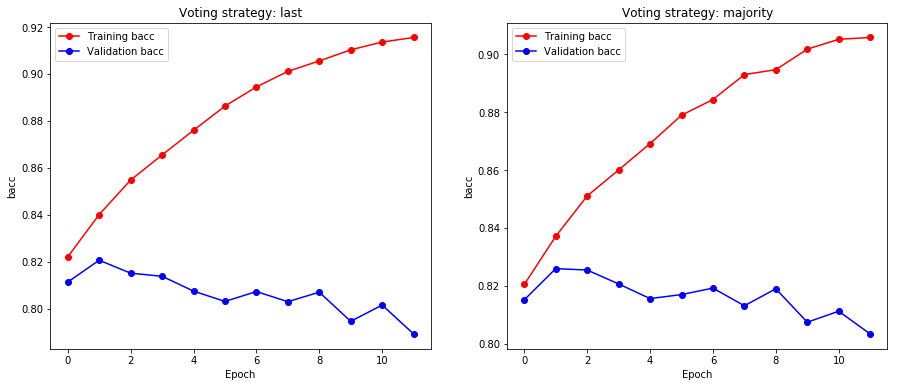 Voting strategy: last
Training bacc
Validation bacc
0.92
0.90
0.88
0.86
0.84
0.82
0.80
bacc
0 2 4 6 8 10
Epoch
Voting strategy: majority
Training bacc
Validation bacc
0.90
0.88
0.86
0.84
0.82
0.80
bacc
0 2 4 6 8 10
Epoch